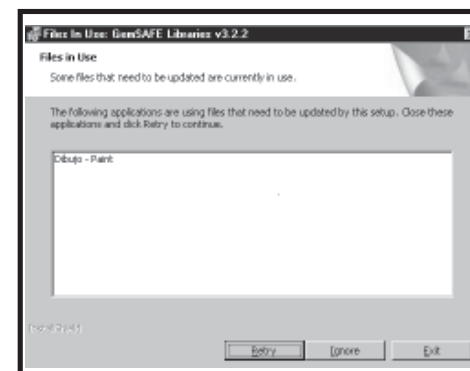 Files In Use: GemSAFE Libraries v3.2.2
Files in Use
Some files that need to be updated are currently in use.
The following applications are using files that need to be updated by this setup. Close these
applications and click Retry to continue.
Dibujo - Paint
InstallShield
Retry
Ignore
Exit